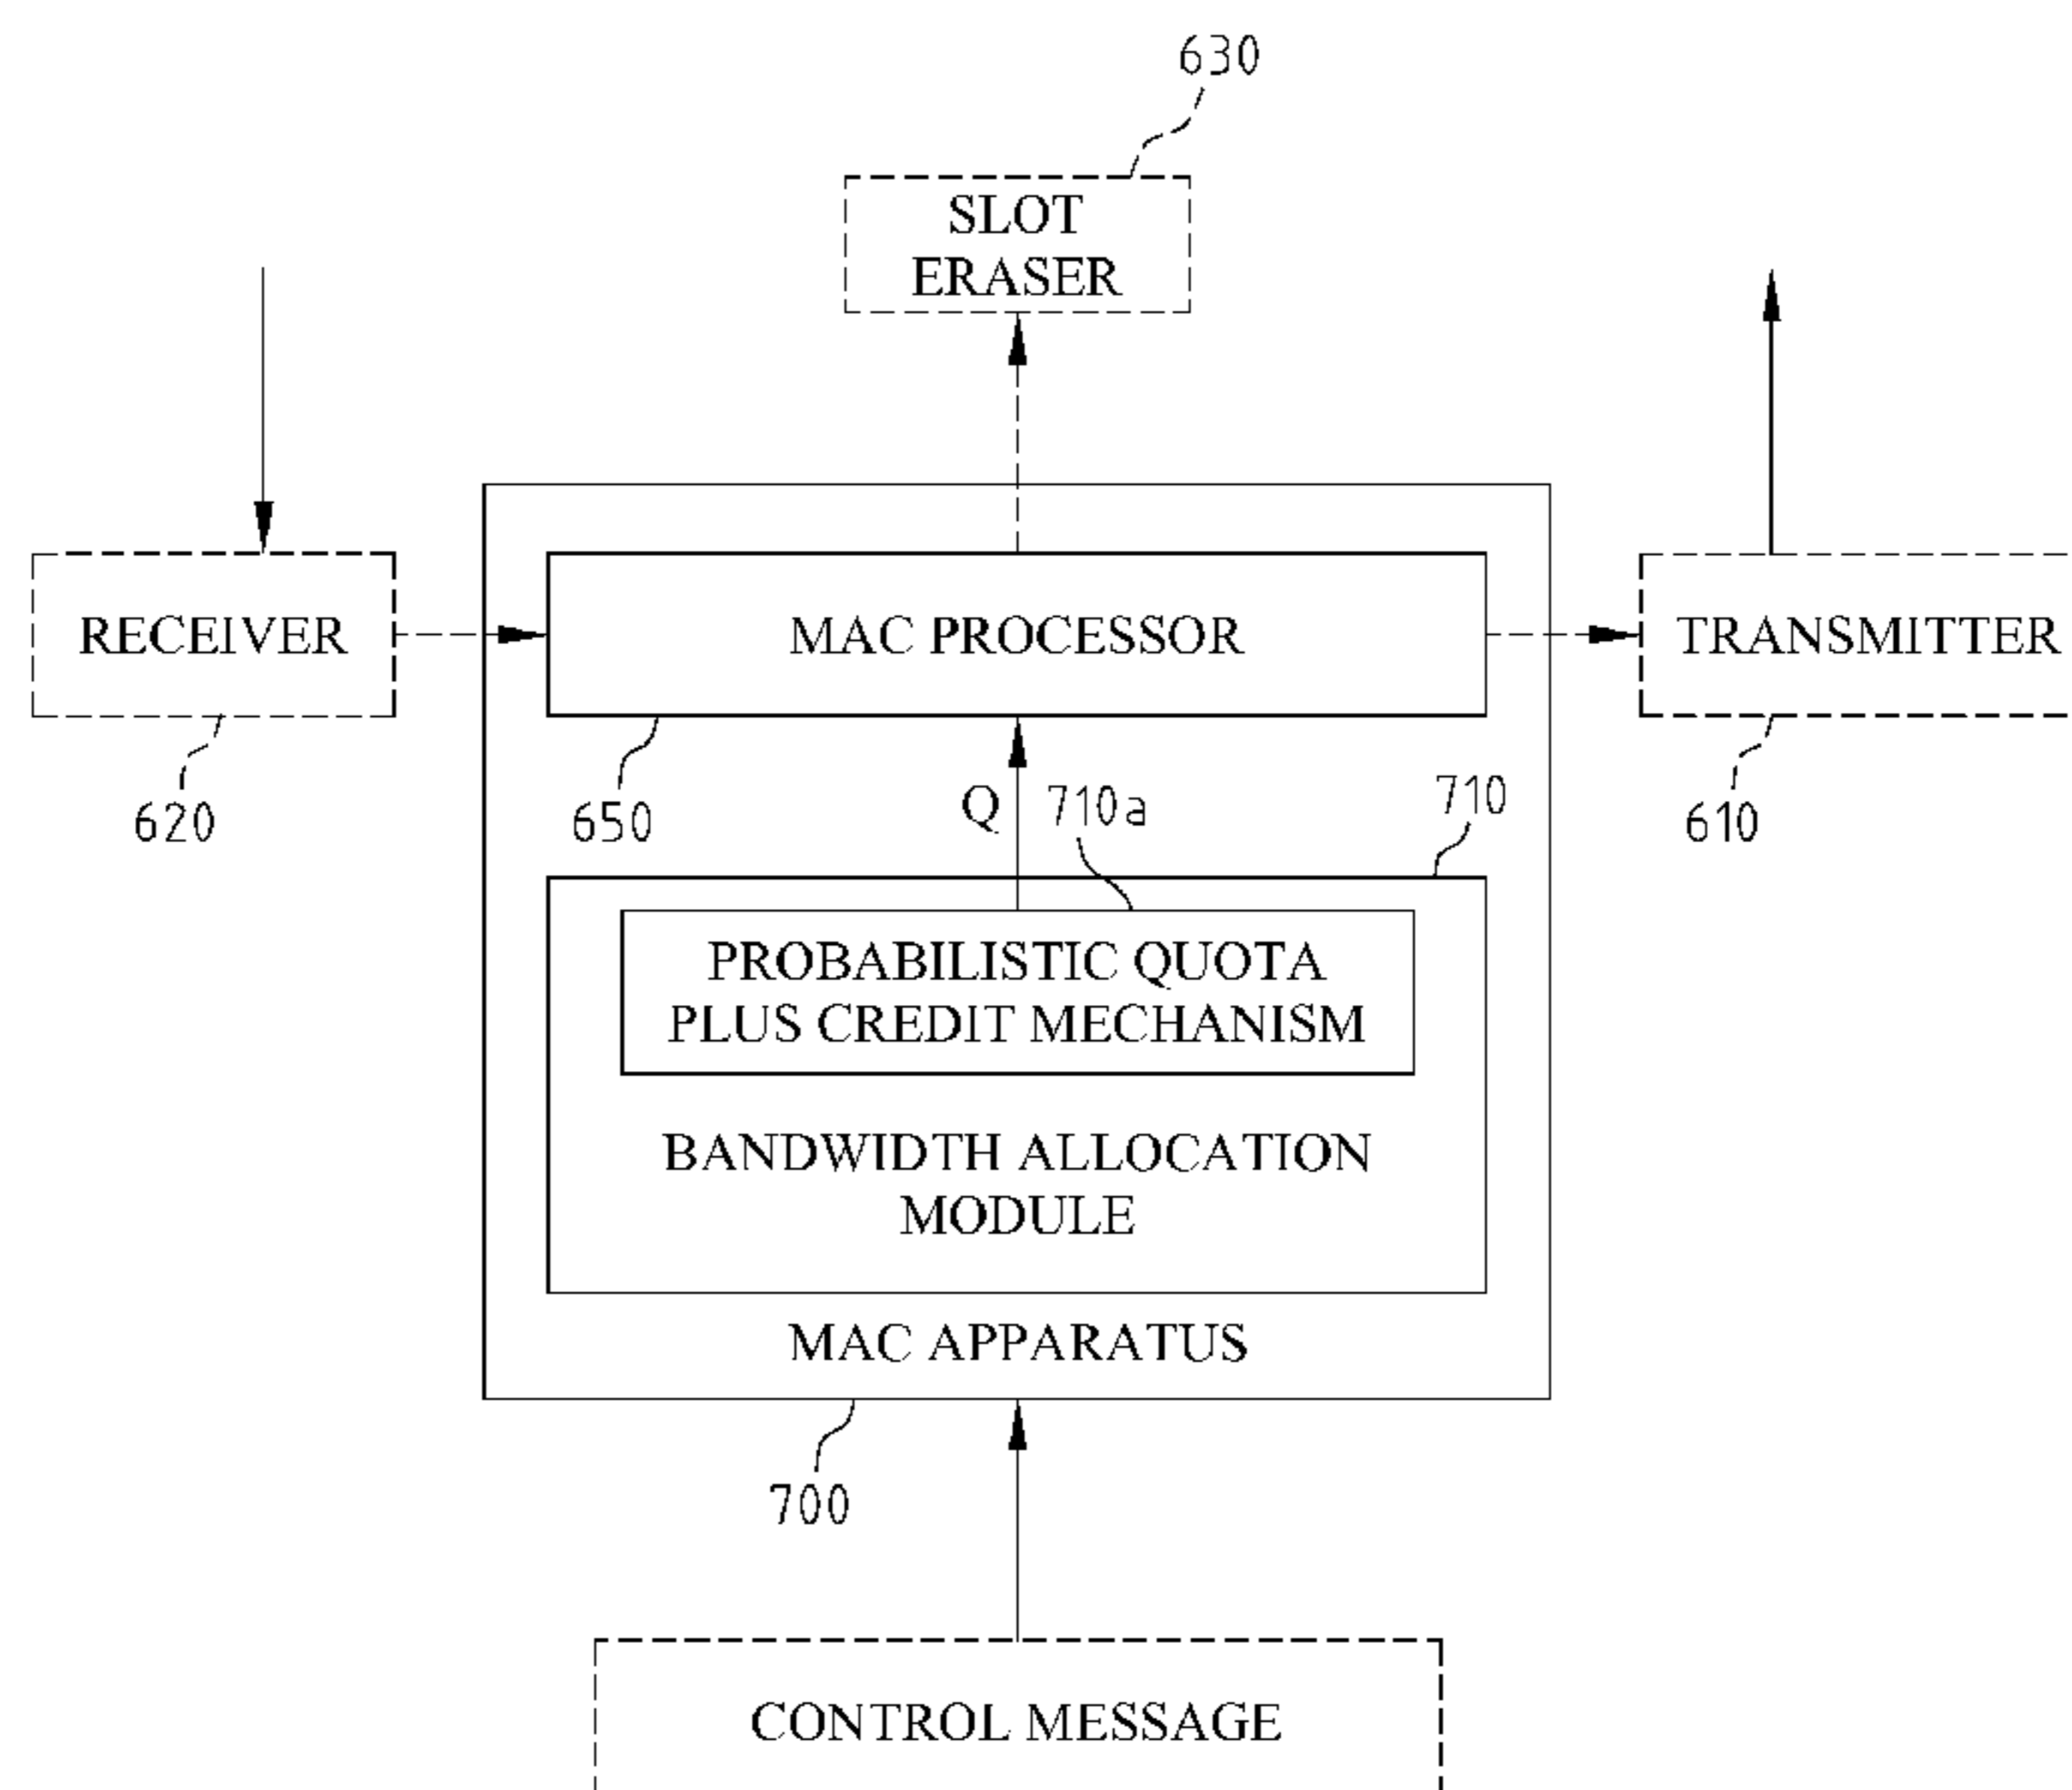 630
SLOT
ERASER
RECEIVER
MAC PROCESSOR
TRANSMITTER
620
650
Q
710a
710
610
PROBABILISTIC QUOTA
PLUS CREDIT MECHANISM
BANDWIDTH ALLOCATION
MODULE
MAC APPARATUS
700
CONTROL MESSAGE